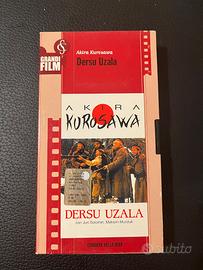 GRANDI
FILM
Akira Kurosawa
Dersu Uzala
AKIRA
KUROSAWA
DERSU UZALA
CORRIERE DELLA SERA
subito